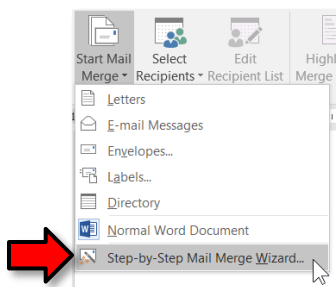 Start Mail Select Edit High
Merge Recipients Recipient List Merge
Letters
E-mail Messages
Envelopes...
Labels...
Directory
Normal Word Document
Step-by-Step Mail Merge Wizard...